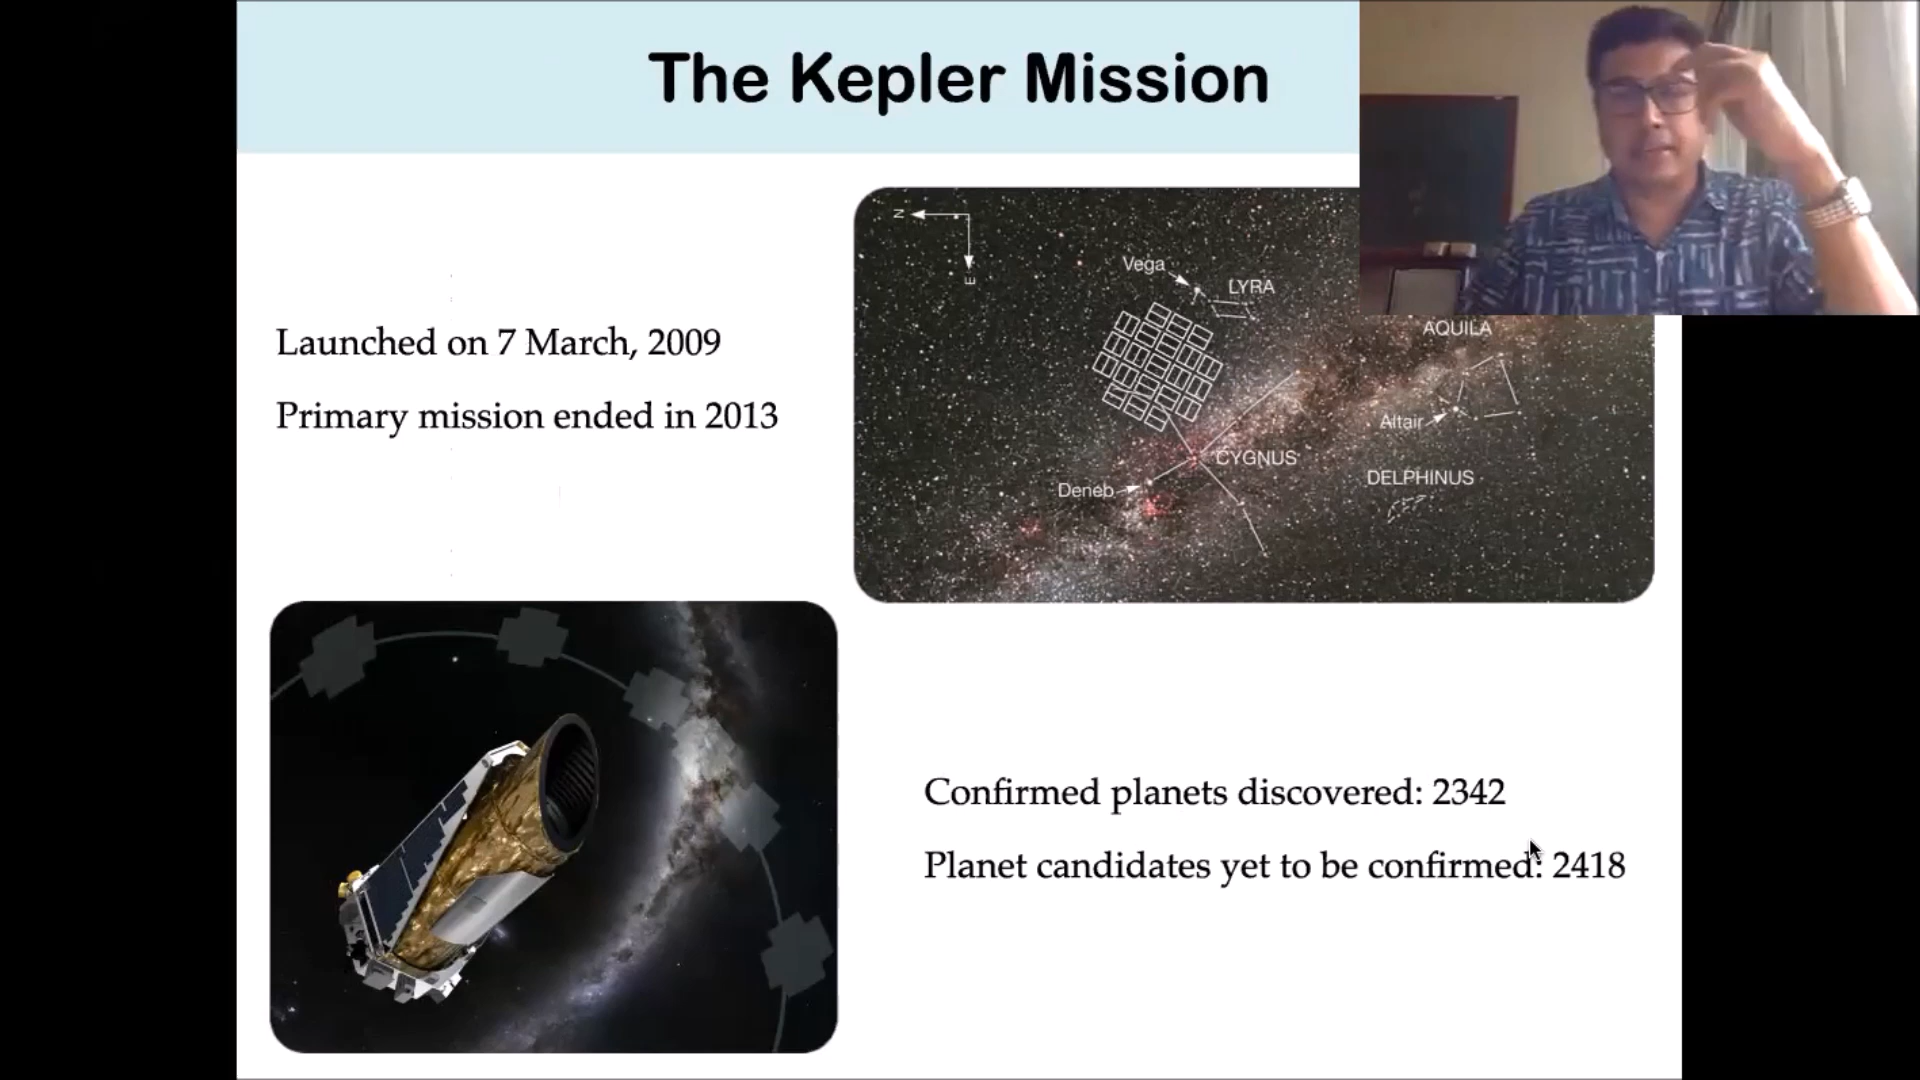 The Kepler Mission
Launched on 7 March, 2009
Primary mission ended in 2013
N
E
Vega
LYRA
AQUILA
Altair
CYGNUS
DELPHINUS
Deneb
Confirmed planets discovered: 2342
Planet candidates yet to be confirmed: 2418